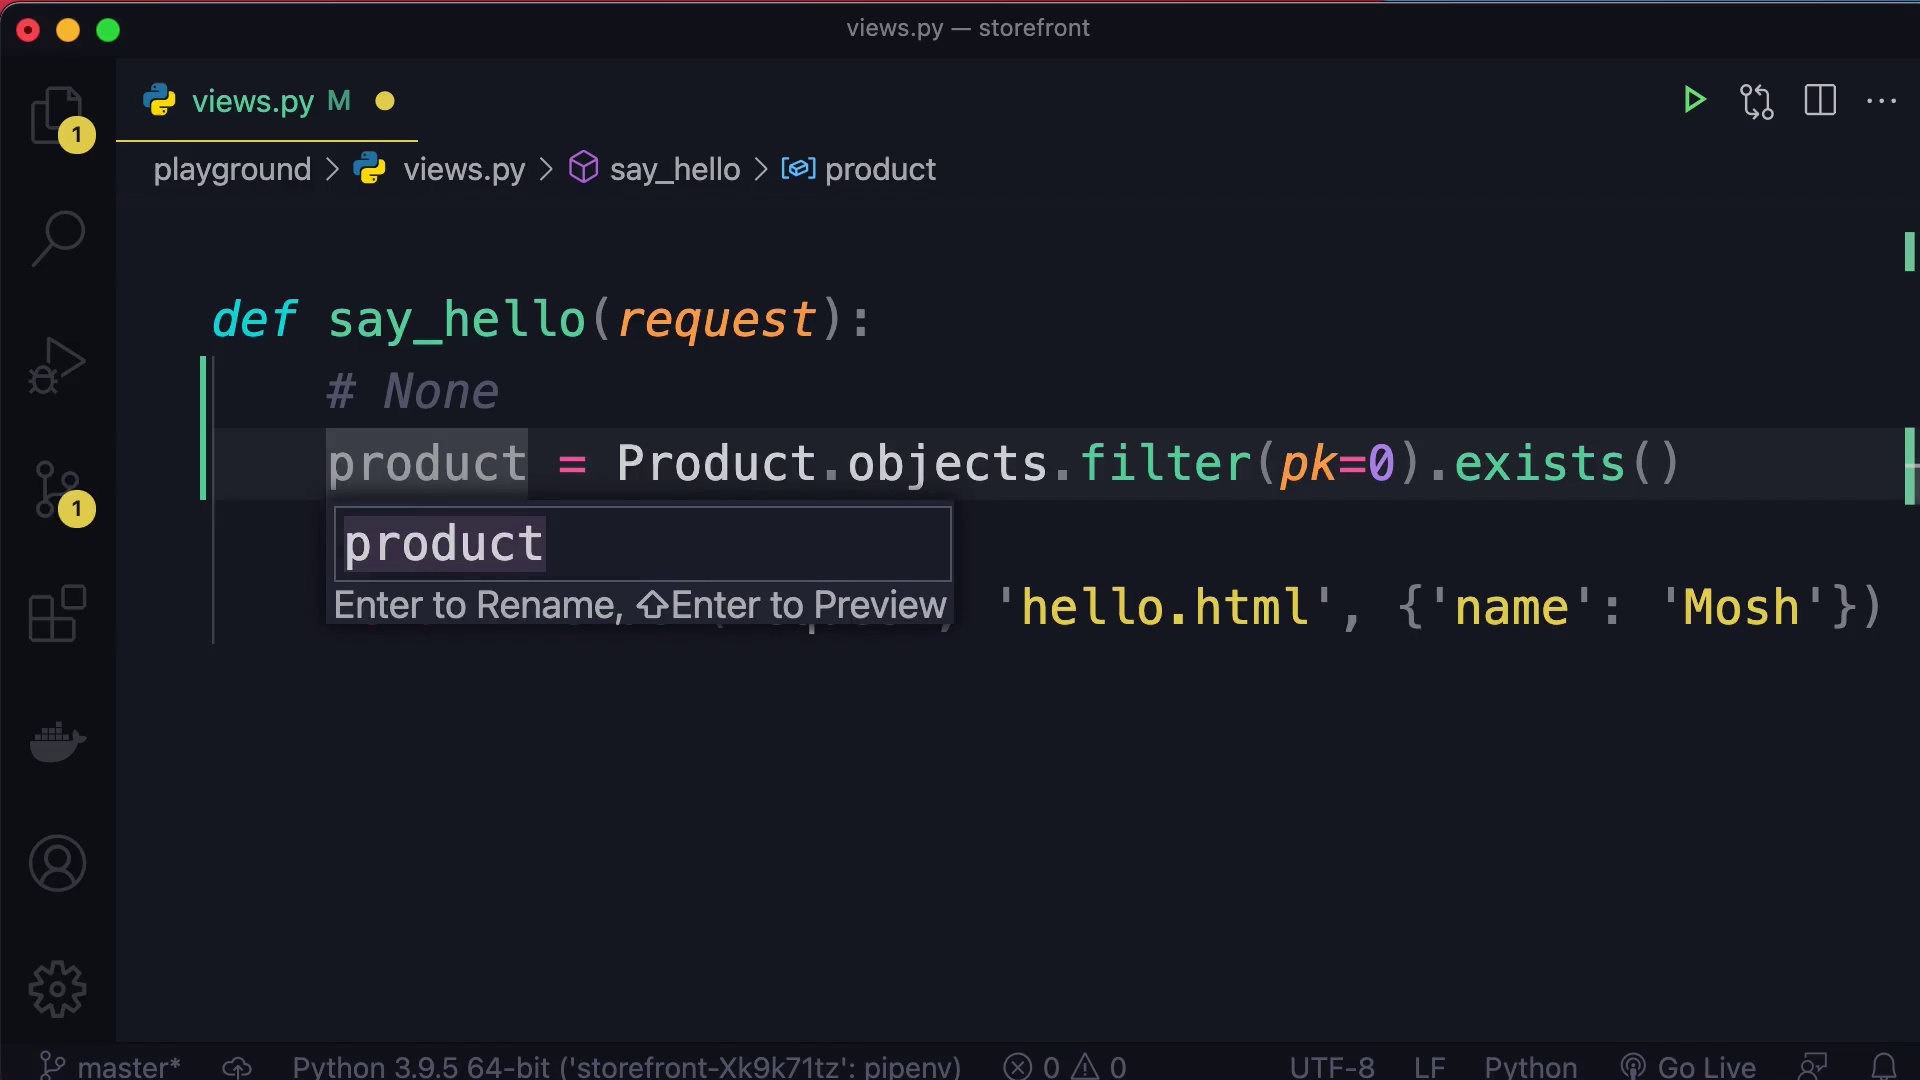 views.py — storefront
views.py M
1
playground > views.py > say_hello > product
def say_hello(request):
# None
product = Product.objects.filter(pk=0).exists()
product
Enter to Rename, ⇧Enter to Preview
'hello.html', {'name': 'Mosh'})
1
master* Python 3.9.5 64-bit ('storefront-Xk9k71tz': pipenv) 0 0 UTF-8 LF Python Go Live